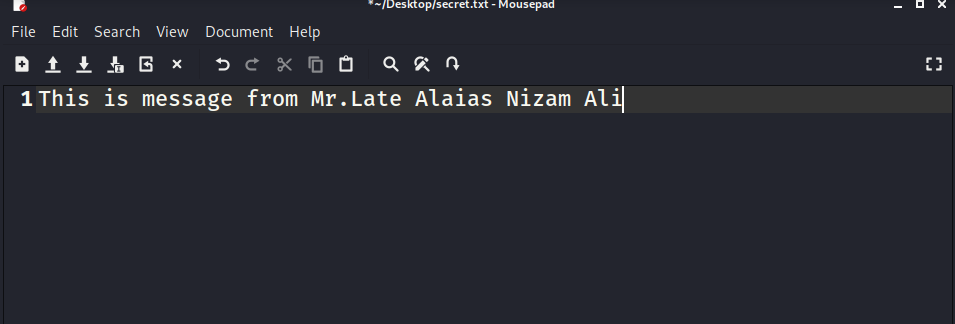 *~/Desktop/secret.txt - Mousepad
File Edit Search View Document Help
1 This is message from Mr.Late Alaias Nizam Ali